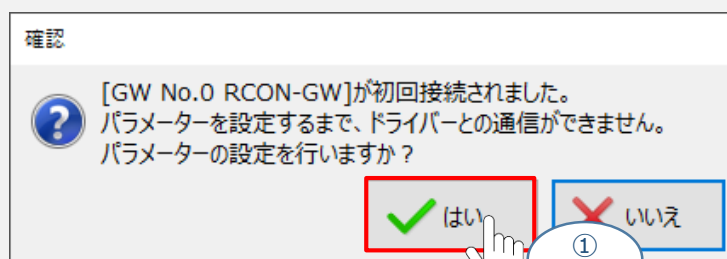 確認
[GW No.0 RCON-GW]が初回接続されました。
パラメーターを設定するまで、ドライバーとの通信ができません。
パラメーターの設定を行いますか？
はい
いいえ
①